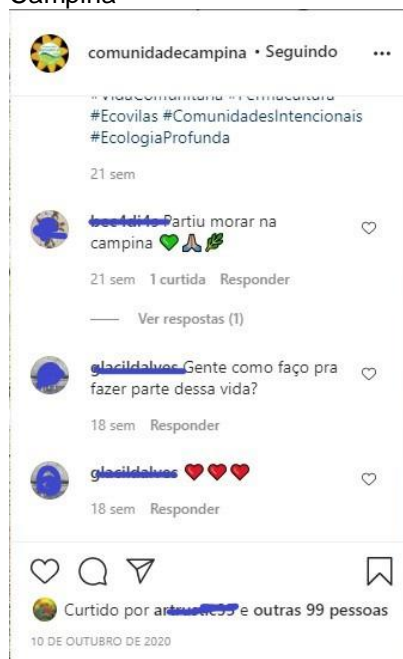 Campina
comunidadecampina • Seguindo
#Permacultura
#Ecovilas #ComunidadesIntencionais
#EcologiaProfunda
21 sem
Partiu morar na
campina 💚🙏🌿
21 sem 1 curtida Responder
Ver respostas (1)
Gente como faço pra
fazer parte dessa vida?
18 sem Responder
❤️❤️❤️
18 sem Responder
Curtido por e outras 99 pessoas
10 DE OUTUBRO DE 2020